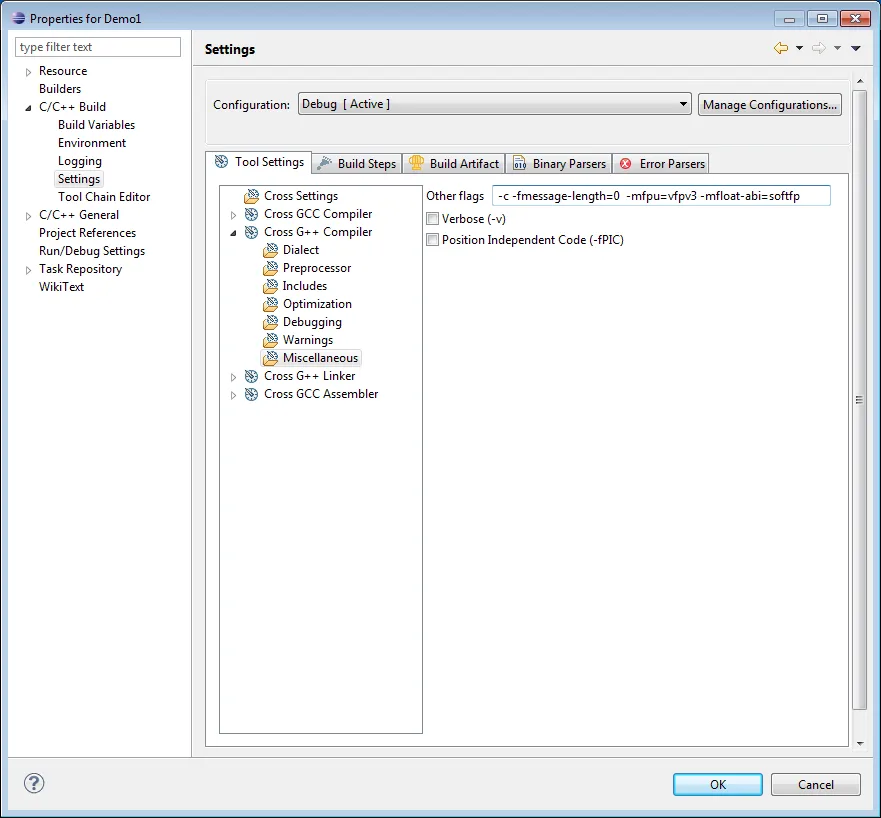 Properties for Demo1
type filter text
Resource
Builders
C/C++ Build
Build Variables
Environment
Logging
Settings
Tool Chain Editor
C/C++ General
Project References
Run/Debug Settings
Task Repository
WikiText
Settings
Configuration: Debug [ Active ] Manage Configurations...
Tool Settings Build Steps Build Artifact Binary Parsers Error Parsers
Cross Settings
Cross GCC Compiler
Cross G++ Compiler
Dialect
Preprocessor
Includes
Optimization
Debugging
Warnings
Miscellaneous
Cross G++ Linker
Cross GCC Assembler
Other flags -c -fmessage-length=0  -mfpu=vfpv3 -mfloat-abi=softfp
Verbose (-v)
Position Independent Code (-fPIC)
OK Cancel